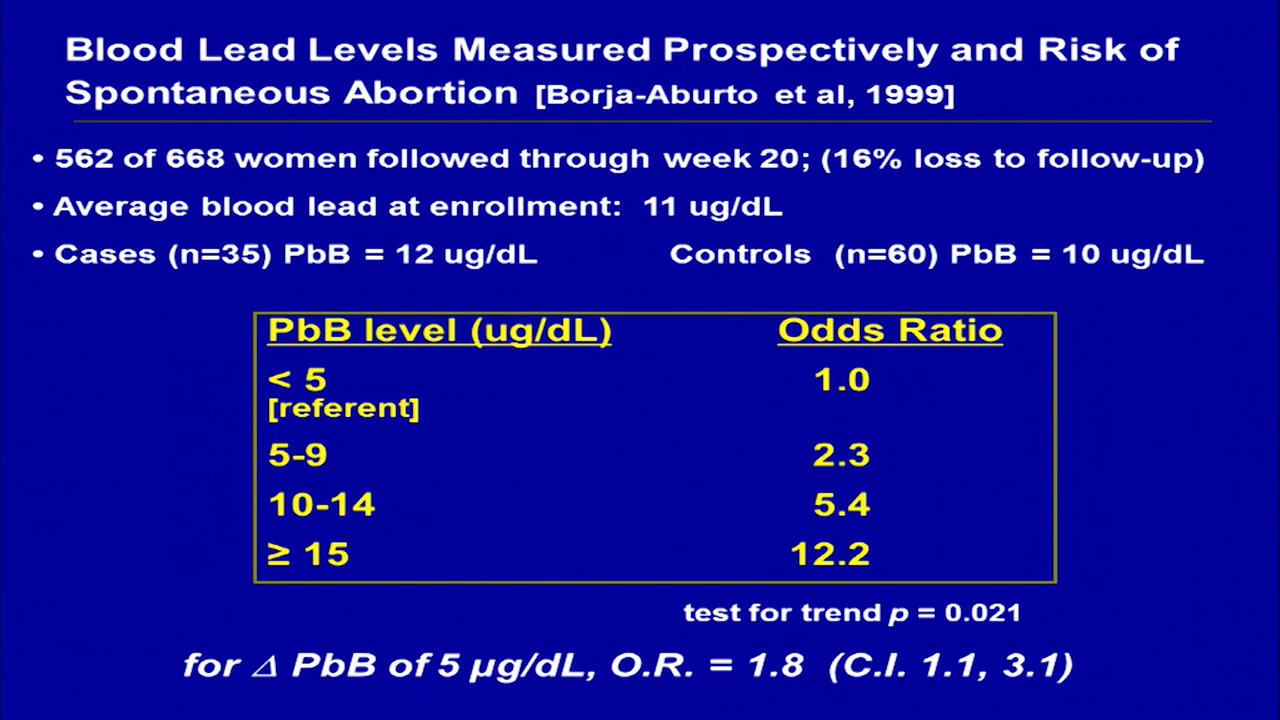 Blood Lead Levels Measured Prospectively and Risk of
Spontaneous Abortion [Borja-Aburto et al, 1999]
• 562 of 668 women followed through week 20; (16% loss to follow-up)
• Average blood lead at enrollment: 11 ug/dL
• Cases (n=35) PbB = 12 ug/dL Controls (n=60) PbB = 10 ug/dL
PbB level (ug/dL) Odds Ratio
< 5 1.0
[referent]
5-9 2.3
10-14 5.4
≥ 15 12.2
test for trend p = 0.021
for Δ PbB of 5 µg/dL, O.R. = 1.8 (C.I. 1.1, 3.1)